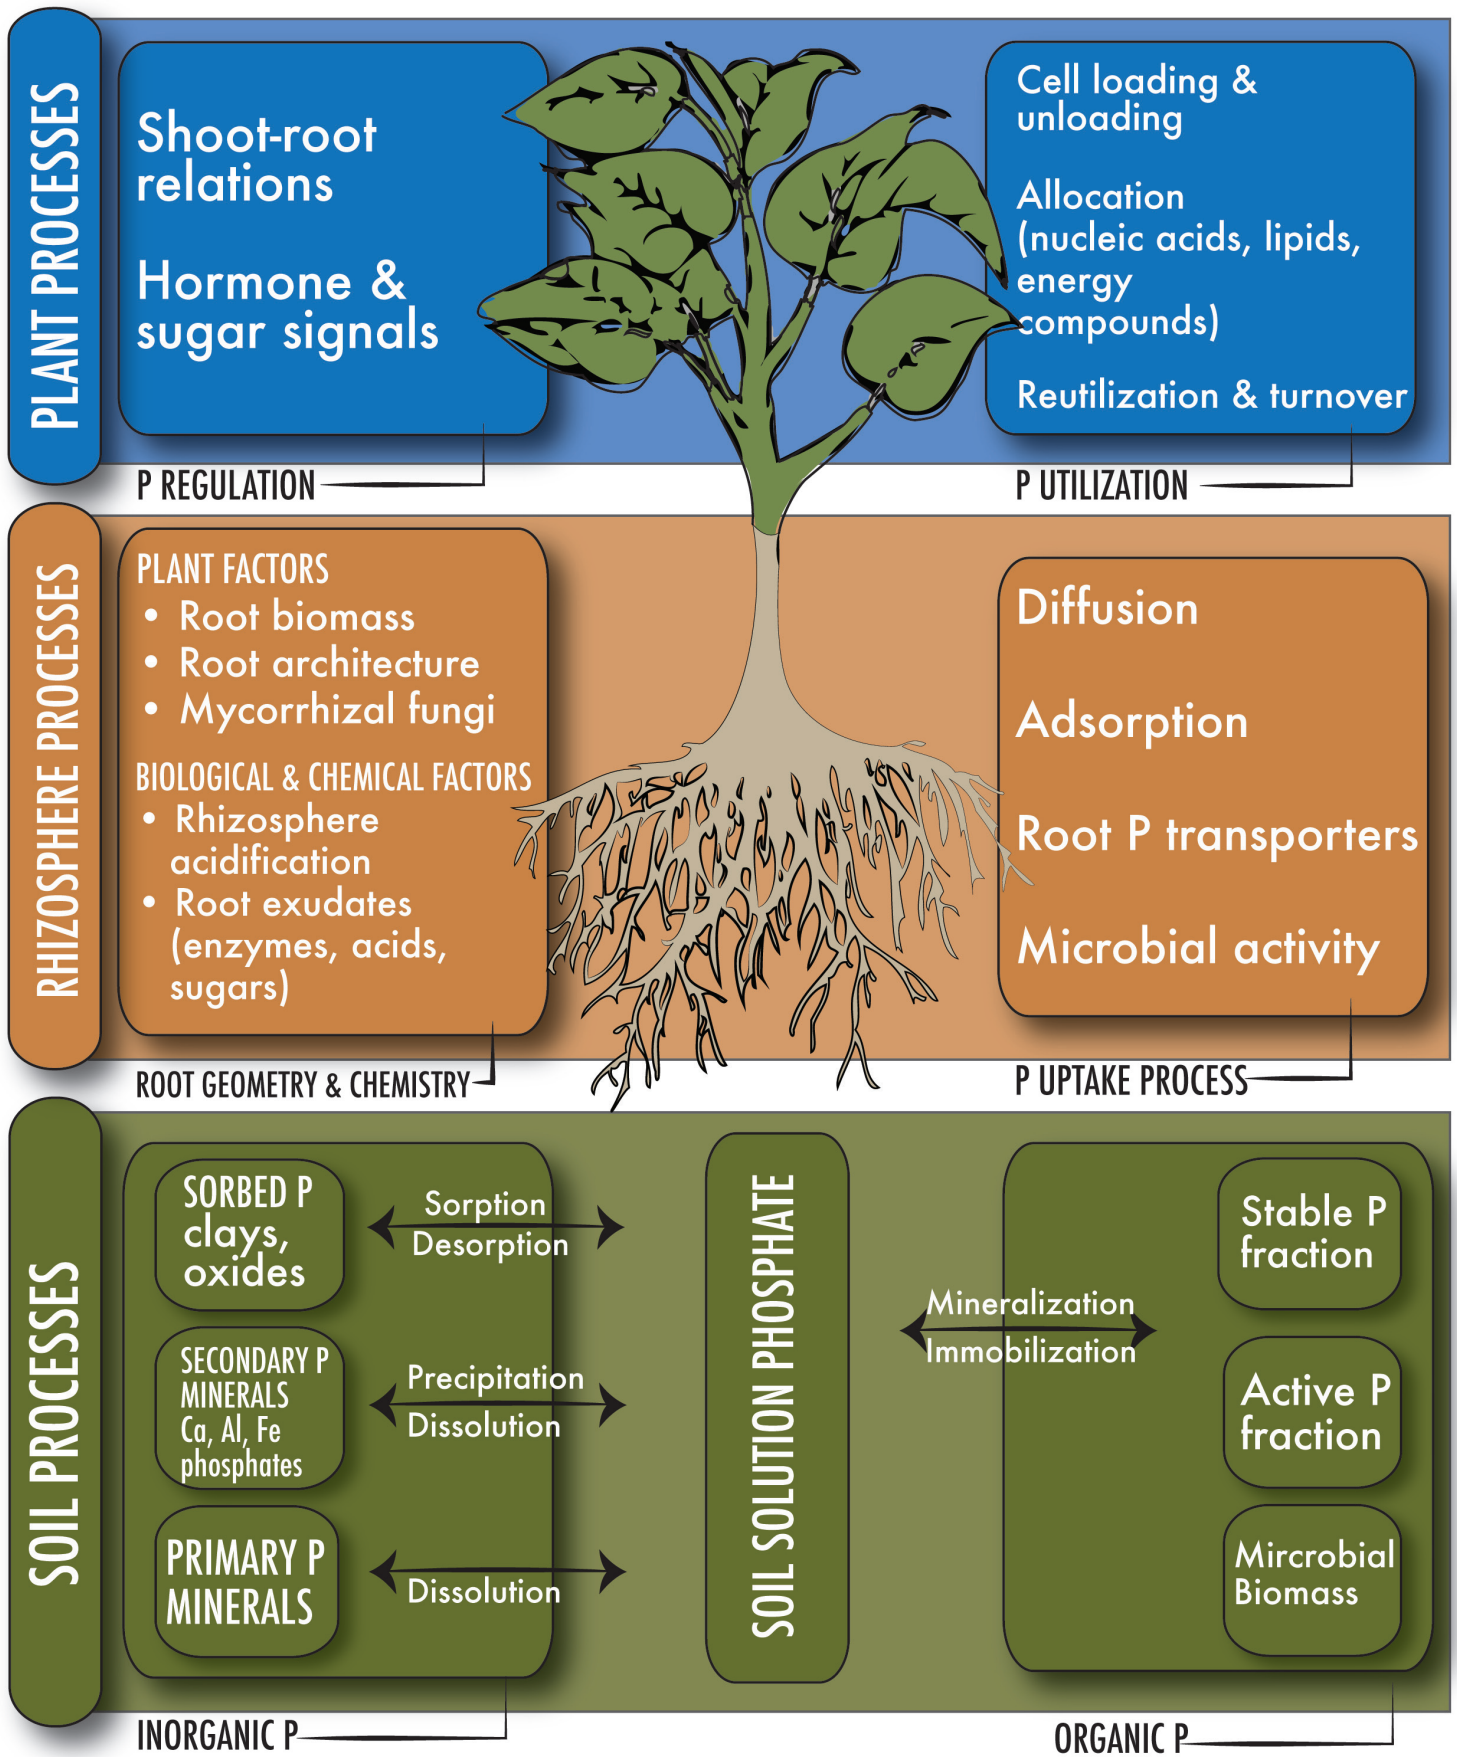 PLANT PROCESSES
Shoot-root
relations
Hormone &
sugar signals
P REGULATION
Cell loading &
unloading
Allocation
(nucleic acids, lipids,
energy
compounds)
Reutilization & turnover
P UTILIZATION
RHIZOSPHERE PROCESSES
PLANT FACTORS
• Root biomass
• Root architecture
• Mycorrhizal fungi
BIOLOGICAL & CHEMICAL FACTORS
• Rhizosphere
acidification
• Root exudates
(enzymes, acids,
sugars)
ROOT GEOMETRY & CHEMISTRY
Diffusion
Adsorption
Root P transporters
Microbial activity
P UPTAKE PROCESS
SOIL PROCESSES
SORBED P
clays,
oxides
Sorption
Desorption
SECONDARY P
MINERALS
Ca, Al, Fe
phosphates
Precipitation
Dissolution
PRIMARY P
MINERALS
Dissolution
INORGANIC P
SOIL SOLUTION PHOSPHATE
Mineralization
Immobilization
Stable P
fraction
Active P
fraction
Mircrobial
Biomass
ORGANIC P